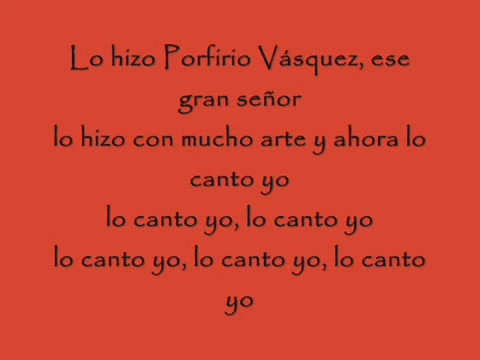 Lo hizo Porfirio Vásquez, ese
gran señor
lo hizo con mucho arte y ahora lo
canto yo
lo canto yo, lo canto yo
lo canto yo, lo canto yo, lo canto
yo